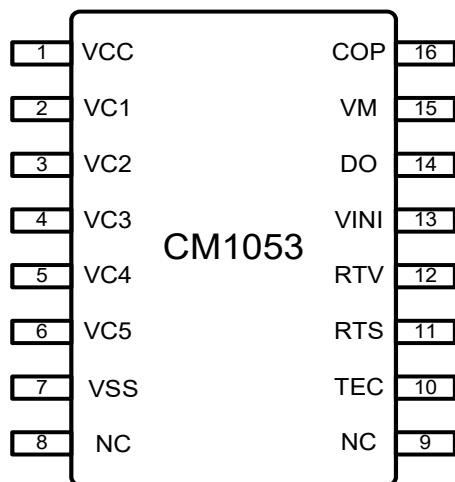 1 VCC COP 16
2 VC1 VM 15
3 VC2 DO 14
4 VC3 VINI 13
CM1053
5 VC4 RTV 12
6 VC5 RTS 11
7 VSS TEC 10
8 NC NC 9